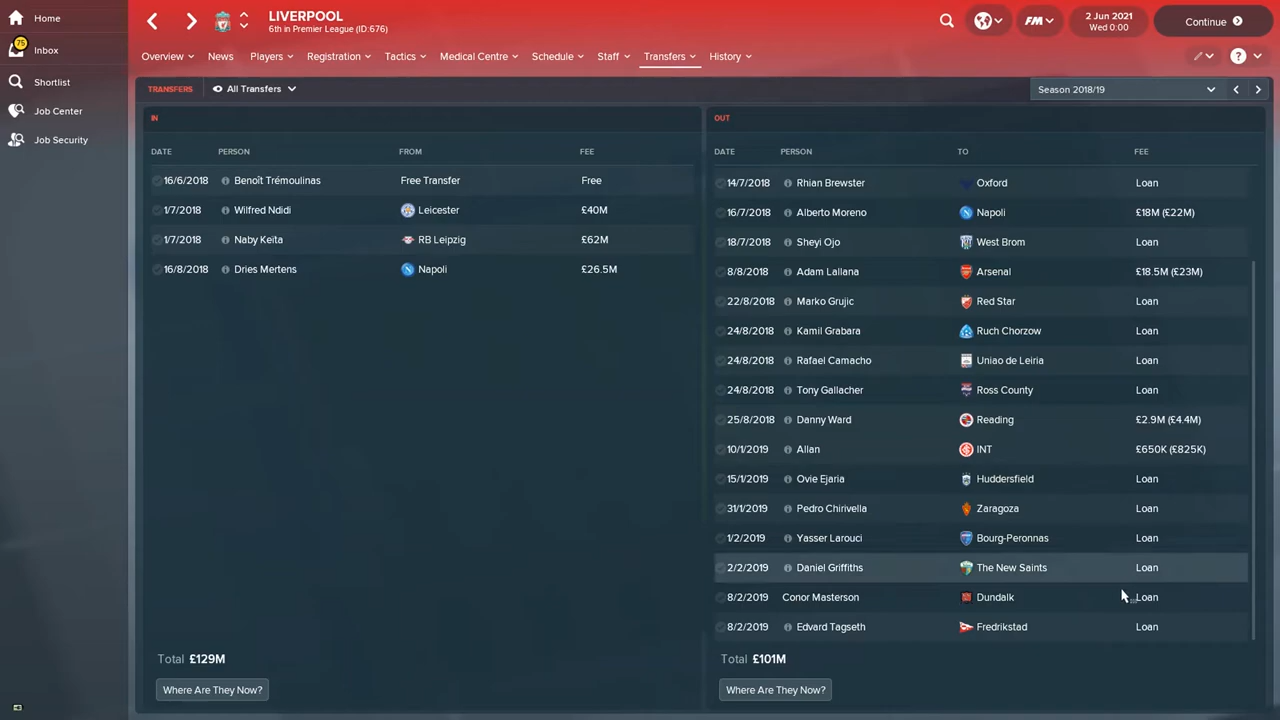 Home
75
Inbox
Shortlist
Job Center
Job Security
LIVERPOOL
6th in Premier League (ID:676)
FM
2 Jun 2021
Wed 0:00
Continue
Overview News Players Registration Tactics Medical Centre Schedule Staff Transfers History
?
TRANSFERS All Transfers Season 2018/19
IN
DATE PERSON FROM FEE
16/6/2018 Benoît Trémoulinas Free Transfer Free
1/7/2018 Wilfred Ndidi Leicester £40M
1/7/2018 Naby Keïta RB Leipzig £62M
16/8/2018 Dries Mertens Napoli £26.5M
Total £129M
Where Are They Now?
OUT
DATE PERSON TO FEE
14/7/2018 Rhian Brewster Oxford Loan
16/7/2018 Alberto Moreno Napoli £18M (£22M)
18/7/2018 Sheyi Ojo West Brom Loan
8/8/2018 Adam Lallana Arsenal £18.5M (£23M)
22/8/2018 Marko Grujic Red Star Loan
24/8/2018 Kamil Grabara Ruch Chorzow Loan
24/8/2018 Rafael Camacho Uniao de Leiria Loan
24/8/2018 Tony Gallacher Ross County Loan
25/8/2018 Danny Ward Reading £2.9M (£4.4M)
10/1/2019 Allan INT £650K (£825K)
15/1/2019 Ovie Ejaria Huddersfield Loan
31/1/2019 Pedro Chirivella Zaragoza Loan
1/2/2019 Yasser Larouci Bourg-Peronnas Loan
2/2/2019 Daniel Griffiths The New Saints Loan
8/2/2019 Conor Masterson Dundalk Loan
8/2/2019 Edvard Tagseth Fredrikstad Loan
Total £101M
Where Are They Now?